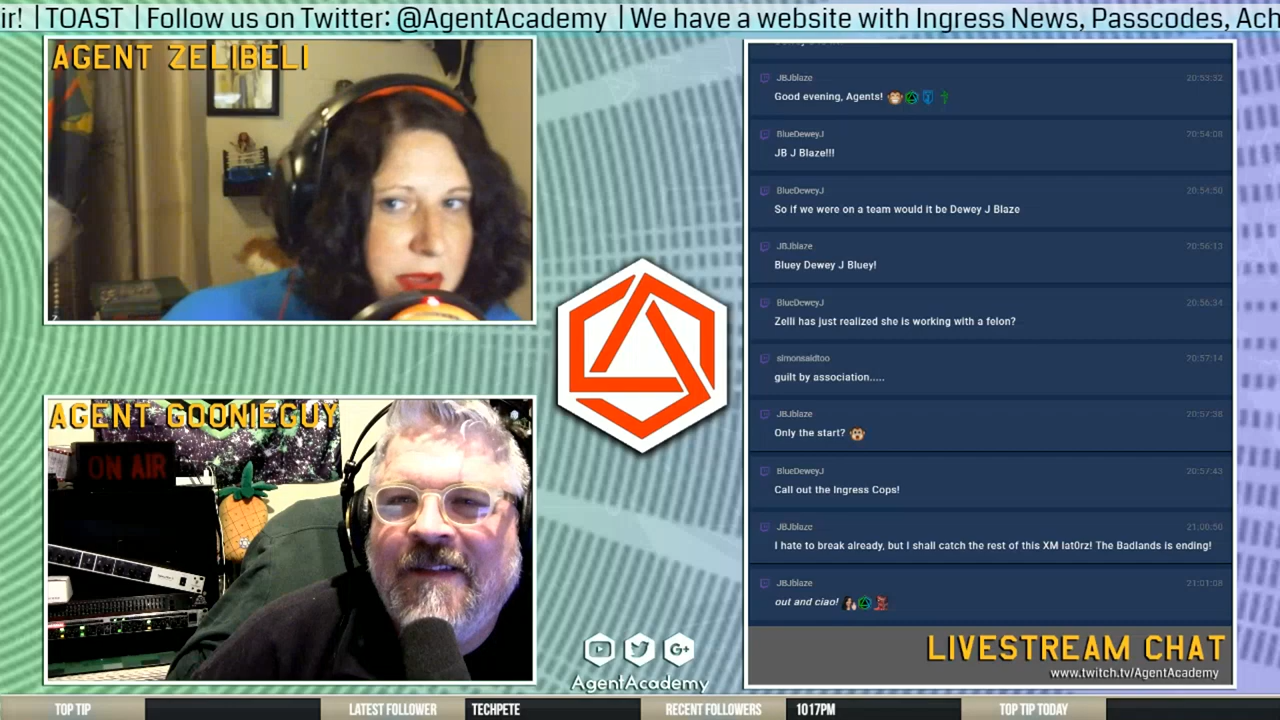 ir! | TOAST | Follow us on Twitter: @AgentAcademy | We have a website with Ingress News, Passcodes, Ach
AGENT ZELIBELI
AGENT GOONIEGUY
ON AIR
JBJblaze 20:53:32
Good evening, Agents!
BlueDeweyJ 20:54:08
JB J Blaze!!!
BlueDeweyJ 20:54:50
So if we were on a team would it be Dewey J Blaze
JBJblaze 20:56:13
Bluey Dewey J Bluey!
BlueDeweyJ 20:56:34
Zelli has just realized she is working with a felon?
simonsaidtoo 20:57:14
guilt by association.....
JBJblaze 20:57:38
Only the start?
BlueDeweyJ 20:57:43
Call out the Ingress Cops!
JBJblaze 21:00:50
I hate to break already, but I shall catch the rest of this XM lat0rz! The Badlands is ending!
JBJblaze 21:01:08
out and ciao!
LIVESTREAM CHAT
www.twitch.tv/AgentAcademy
G+
AgentAcademy
TOP TIP
LATEST FOLLOWER TECHPETE
RECENT FOLLOWERS 1017PM
TOP TIP TODAY